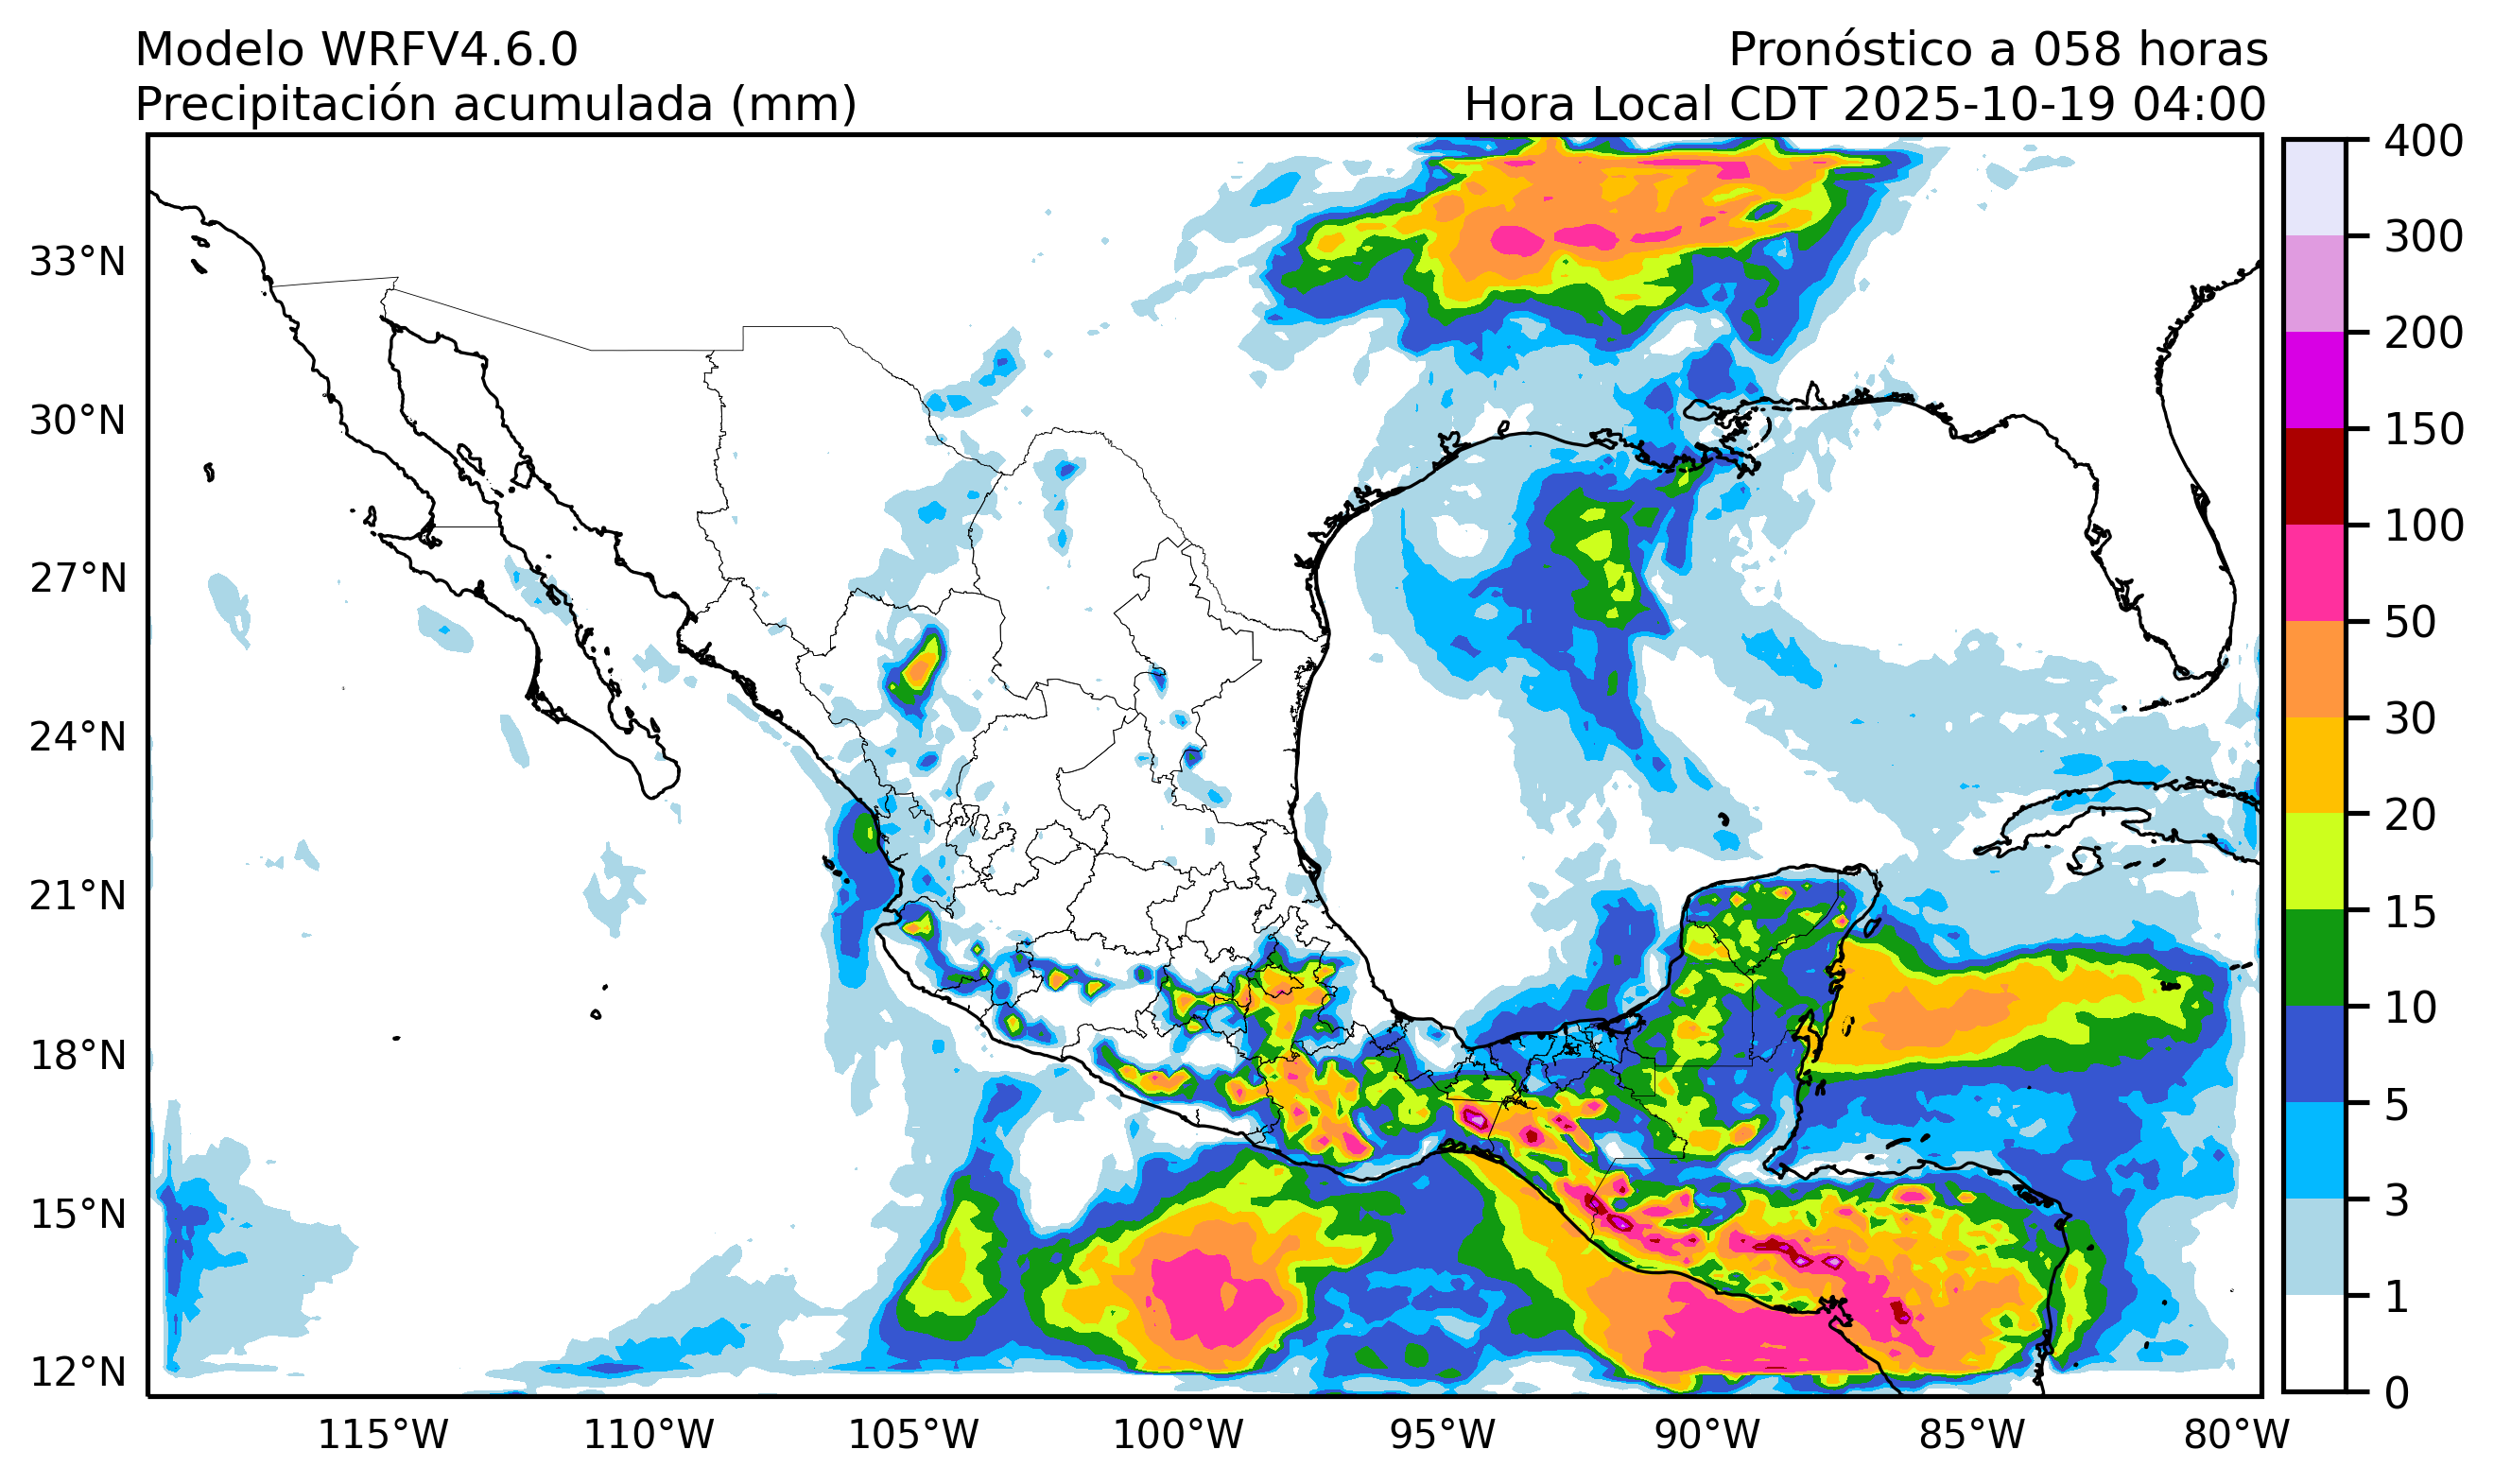 Modelo WRFV4.6.0
Precipitación acumulada (mm)
Pronóstico a 058 horas
Hora Local CDT 2025-10-19 04:00
33°N
30°N
27°N
24°N
21°N
18°N
15°N
12°N
115°W
110°W
105°W
100°W
95°W
90°W
85°W
80°W
400
300
200
150
100
50
30
20
15
10
5
3
1
0